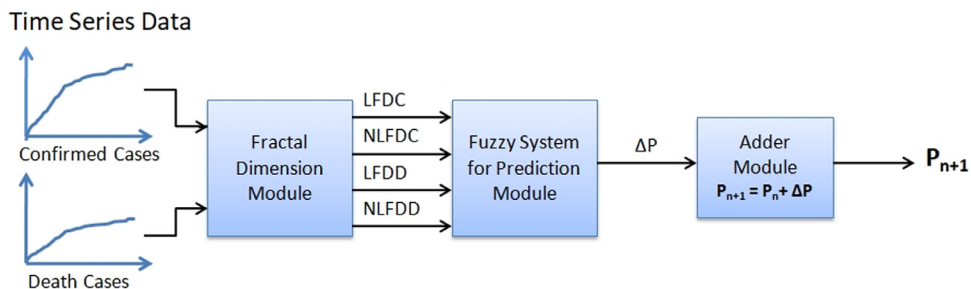 Time Series Data
Confirmed Cases
Death Cases
Fractal
Dimension
Module
LFDC
NLFDC
LFDD
NLFDD
Fuzzy System
for Prediction
Module
ΔP
Adder
Module
Pn+1 = Pn+ ΔP
Pn+1